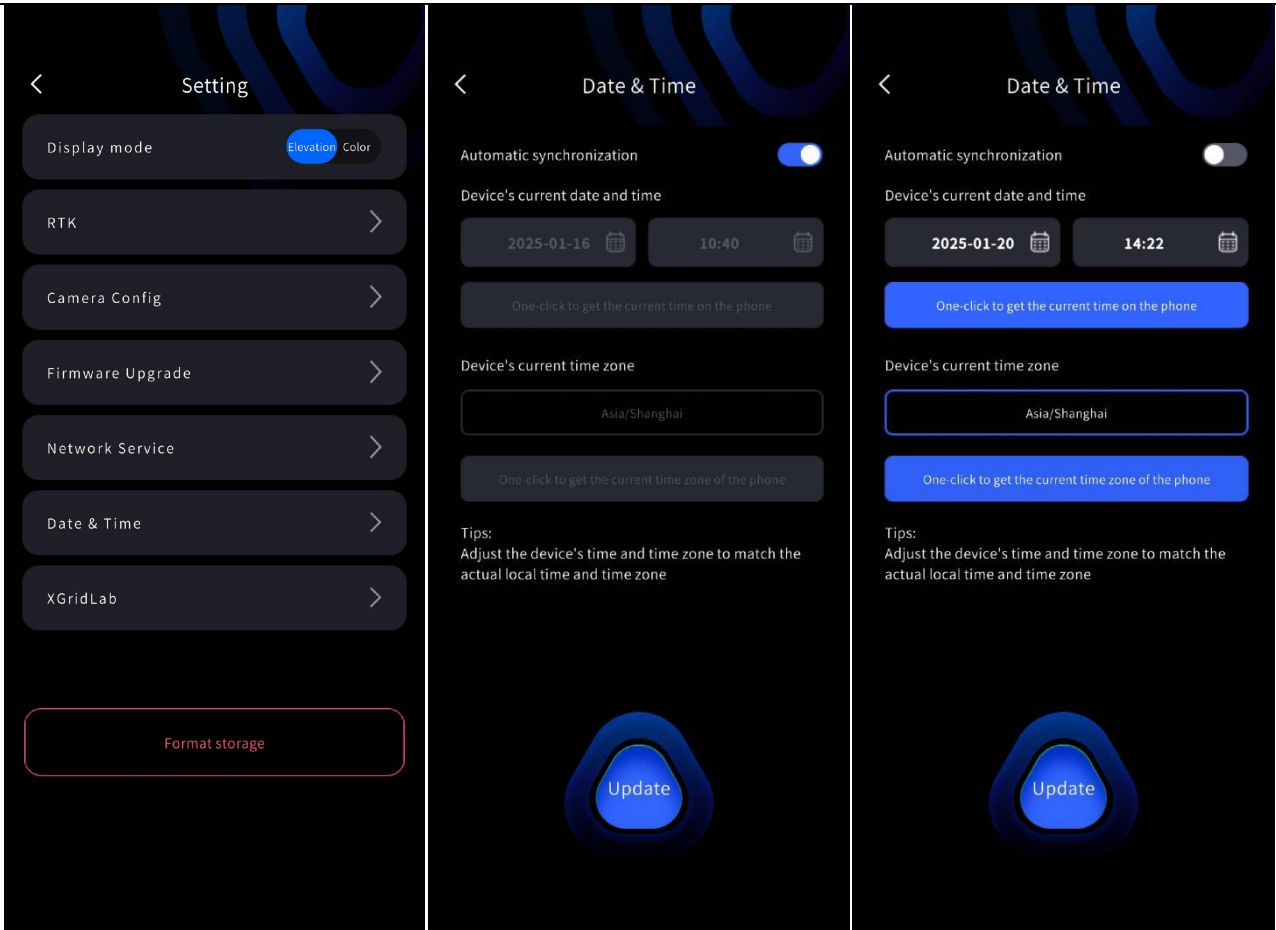 Setting
Display mode
Elevation Color
RTK
Camera Config
Firmware Upgrade
Network Service
Date & Time
XGridLab
Format storage
Date & Time
Automatic synchronization
Device's current date and time
2025-01-16 10:40
One-click to get the current time on the phone
Device's current time zone
Asia/Shanghai
One-click to get the current time zone of the phone
Tips:
Adjust the device's time and time zone to match the
actual local time and time zone
Update
Date & Time
Automatic synchronization
Device's current date and time
2025-01-20 14:22
One-click to get the current time on the phone
Device's current time zone
Asia/Shanghai
One-click to get the current time zone of the phone
Tips:
Adjust the device's time and time zone to match the
actual local time and time zone
Update